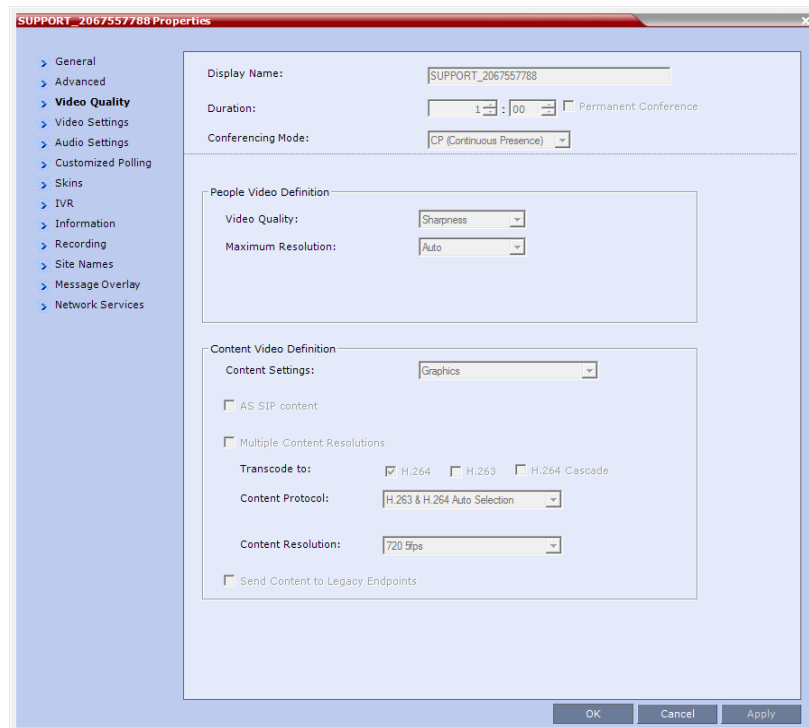 SUPPORT_2067557788 Properties
General
Advanced
Video Quality
Video Settings
Audio Settings
Customized Polling
Skins
IVR
Information
Recording
Site Names
Message Overlay
Network Services
Display Name: SUPPORT_2067557788
Duration: 1 : 00 Permanent Conference
Conferencing Mode: CP (Continuous Presence)
People Video Definition
Video Quality: Sharpness
Maximum Resolution: Auto
Content Video Definition
Content Settings: Graphics
AS SIP content
Multiple Content Resolutions
Transcode to: H.264 H.263 H.264 Cascade
Content Protocol: H.263 & H.264 Auto Selection
Content Resolution: 720 5fps
Send Content to Legacy Endpoints
OK Cancel Apply